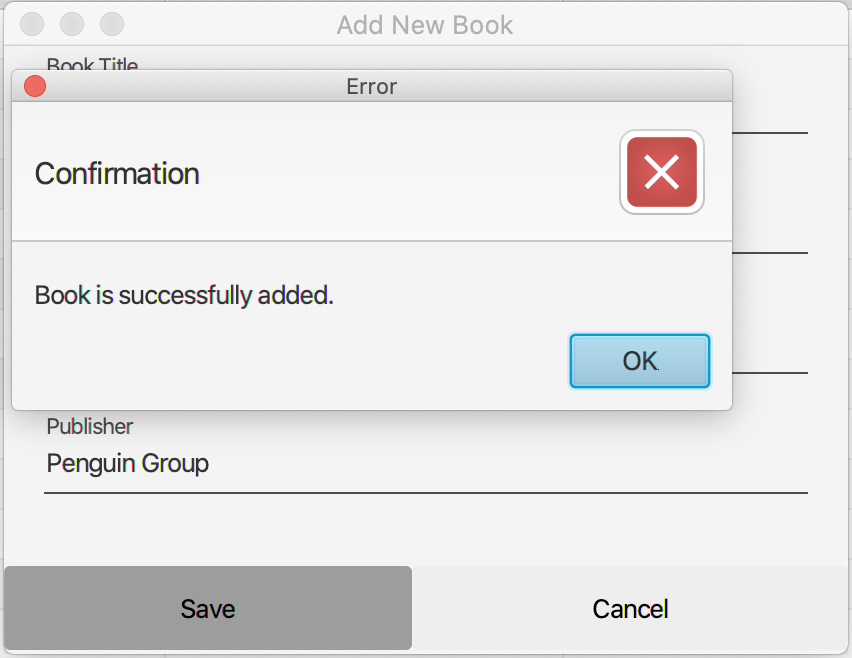 Add New Book
Book Title
Error
Confirmation
Book is successfully added.
OK
Publisher
Penguin Group
Save
Cancel